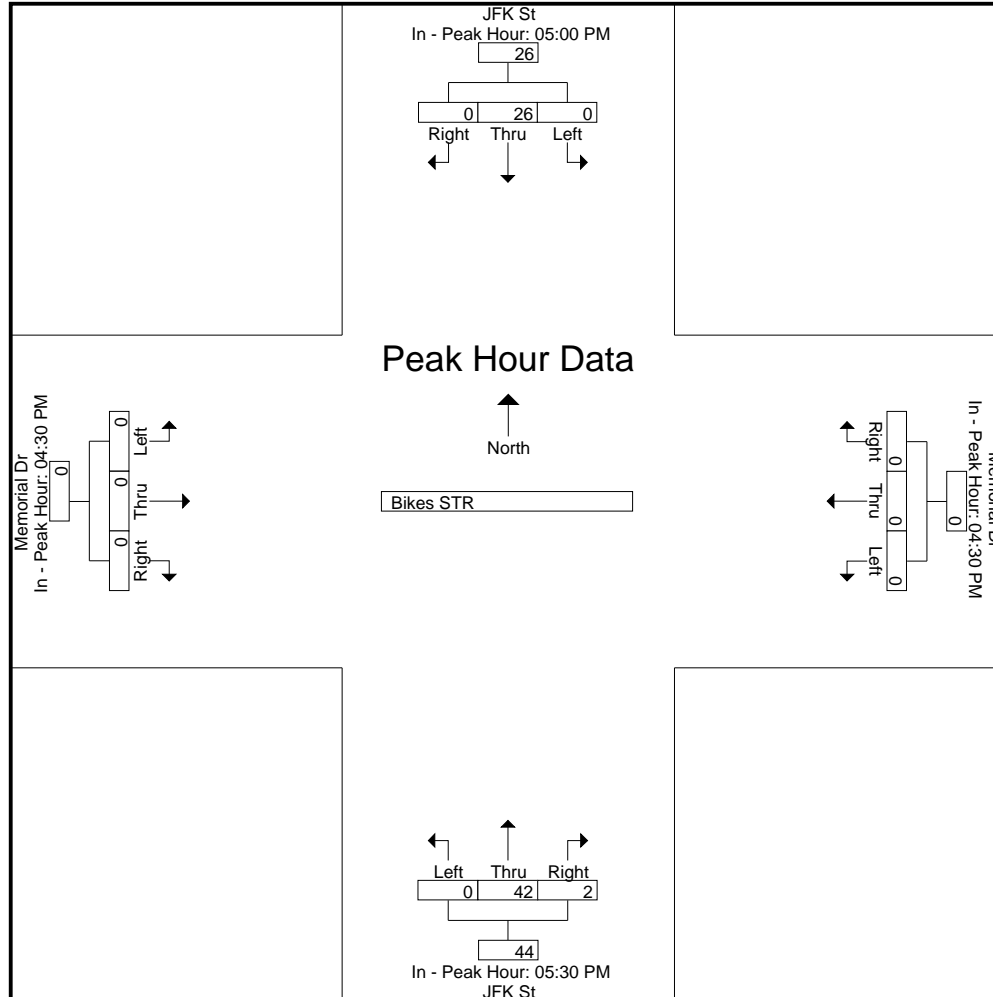 JFK St
In - Peak Hour: 05:00 PM
26
0 26 0
Right Thru Left
Peak Hour Data
North
Bikes STR
Memorial Dr
In - Peak Hour: 04:30 PM
0
0 0 0
Left Thru Right
In - Peak Hour: 04:30 PM
0
0 0 0
Right Thru Left
Left Thru Right
0 42 2
44
In - Peak Hour: 05:30 PM
JFK St